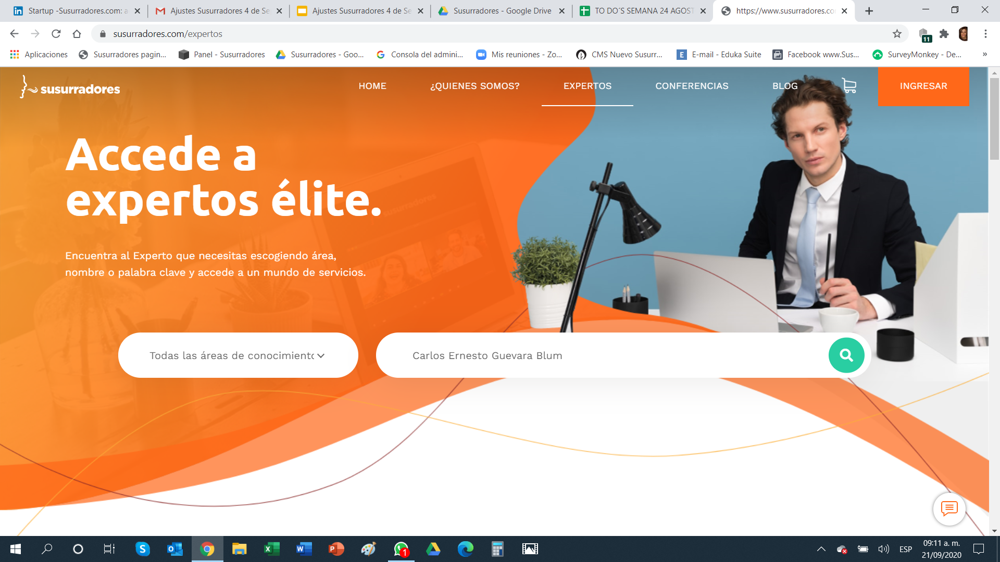 Startup -Susurradores.com: a
Ajustes Susurradores 4 de Se
Ajustes Susurradores 4 de Se
Susurradores - Google Drive
TO DO´S SEMANA 24 AGOST
https://www.susurradores.co
susurradores.com/expertos
11
Aplicaciones
Susurradores pagin...
Panel - Susurradores
Susurradores - Goo...
Consola del admini...
Mis reuniones - Zo...
CMS Nuevo Susurr...
E-mail - Eduka Suite
Facebook www.Sus...
SurveyMonkey - De...
»
susurradores
HOME
¿QUIENES SOMOS?
EXPERTOS
CONFERENCIAS
BLOG
INGRESAR
Accede a
expertos élite.
Encuentra al Experto que necesitas escogiendo área,
nombre o palabra clave y accede a un mundo de servicios.
Todas las áreas de conocimiento
Carlos Ernesto Guevara Blum
1
ESP
09:11 a. m.
21/09/2020